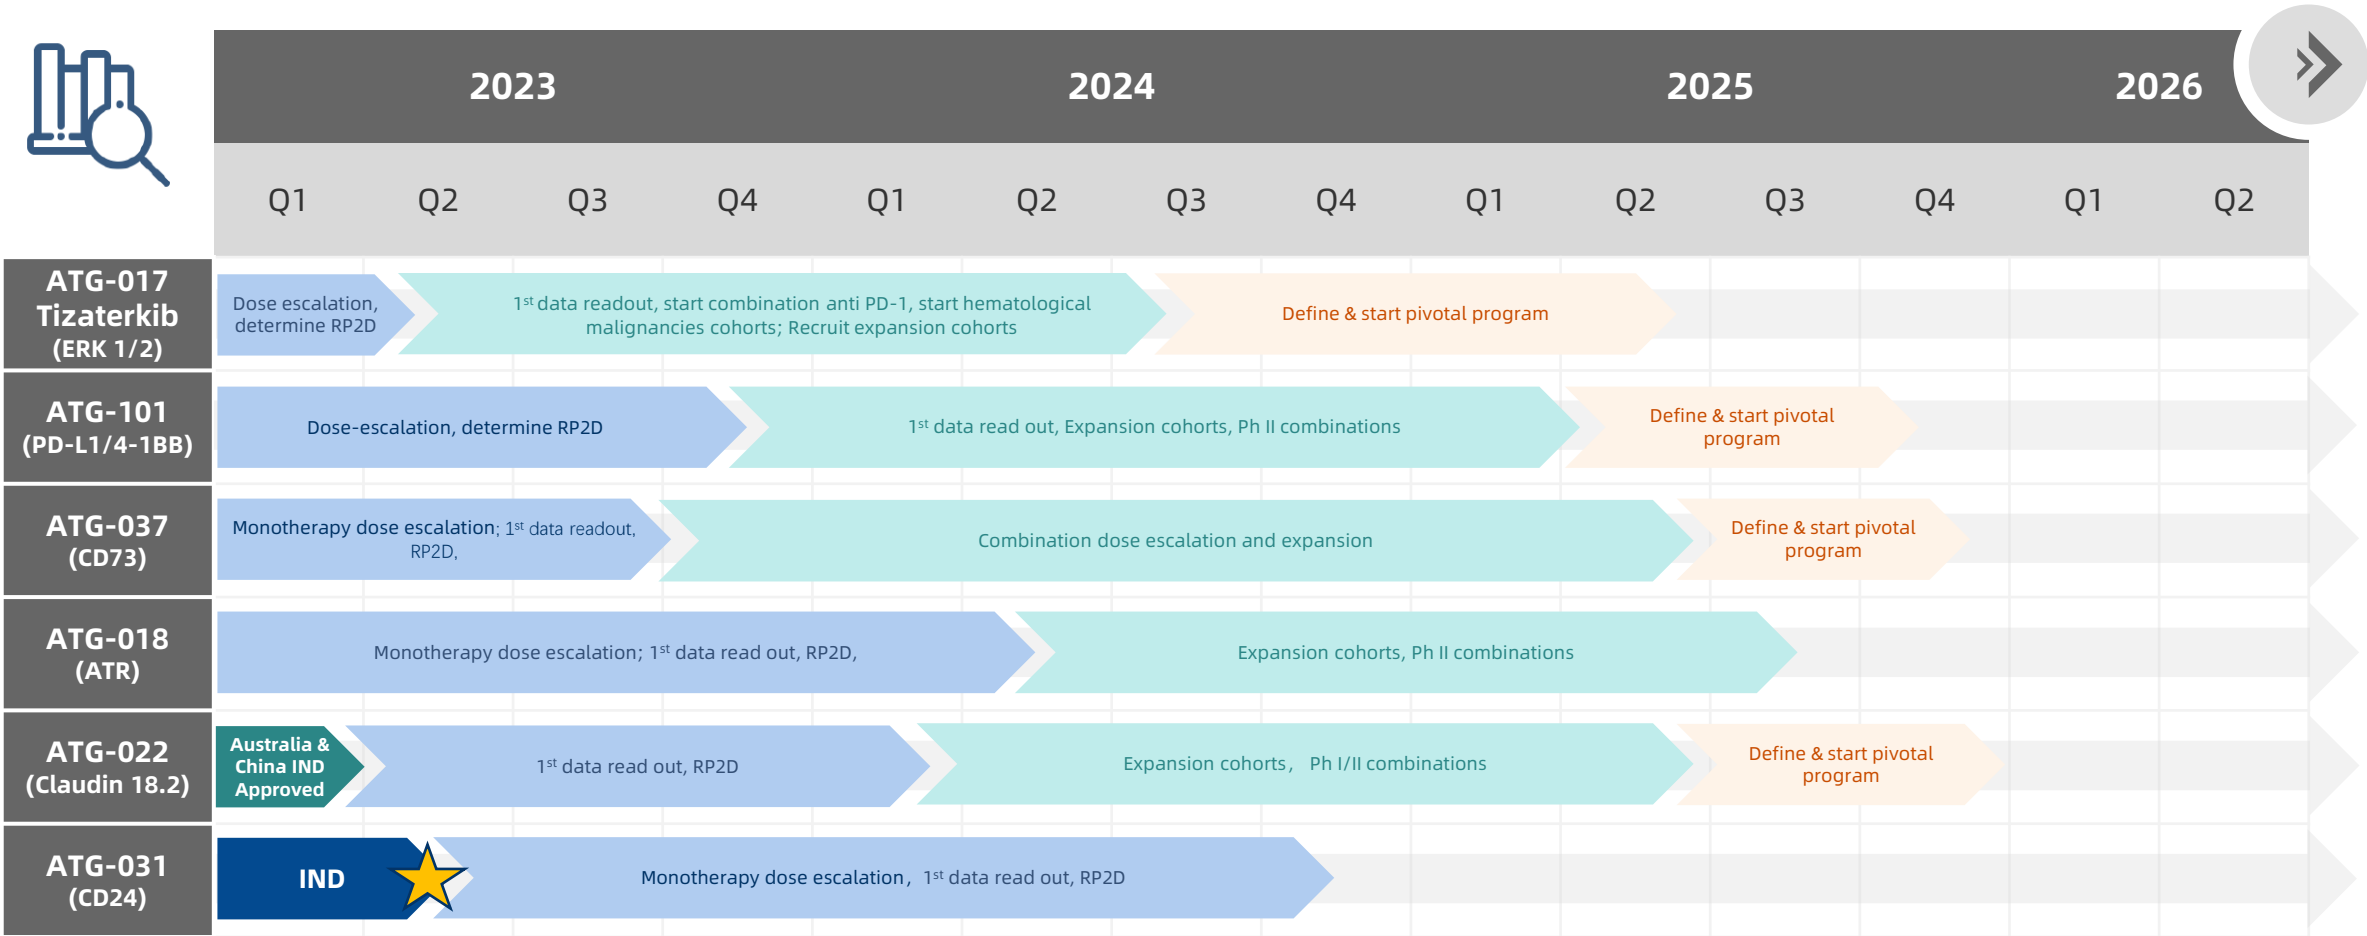 2023 2024 2025 2026
Q1 Q2 Q3 Q4 Q1 Q2 Q3 Q4 Q1 Q2 Q3 Q4 Q1 Q2
ATG-017
Tizaterkib
(ERK 1/2)
Dose escalation,
determine RP2D
1st data readout, start combination anti PD-1, start hematological
malignancies cohorts; Recruit expansion cohorts
Define & start pivotal program
ATG-101
(PD-L1/4-1BB)
Dose-escalation, determine RP2D
1st data read out, Expansion cohorts, Ph II combinations
Define & start pivotal
program
ATG-037
(CD73)
Monotherapy dose escalation; 1st data readout,
RP2D,
Combination dose escalation and expansion
Define & start pivotal
program
ATG-018
(ATR)
Monotherapy dose escalation; 1st data read out, RP2D,
Expansion cohorts, Ph II combinations
ATG-022
(Claudin 18.2)
Australia &
China IND
Approved
1st data read out, RP2D
Expansion cohorts， Ph I/II combinations
Define & start pivotal
program
ATG-031
(CD24)
IND
Monotherapy dose escalation，1st data read out, RP2D